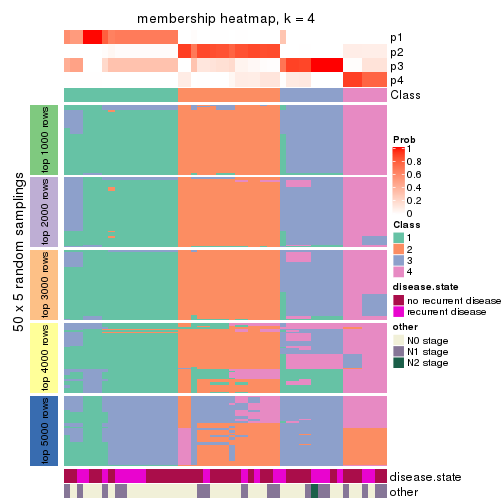 membership heatmap, k = 4
p1
p2
p3
p4
Class
50 x 5 random samplings
top 1000 rows
top 2000 rows
top 3000 rows
top 4000 rows
top 5000 rows
disease.state
other
Prob
1
0.8
0.6
0.4
0.2
0
Class
1
2
3
4
disease.state
no recurrent disease
recurrent disease
other
N0 stage
N1 stage
N2 stage